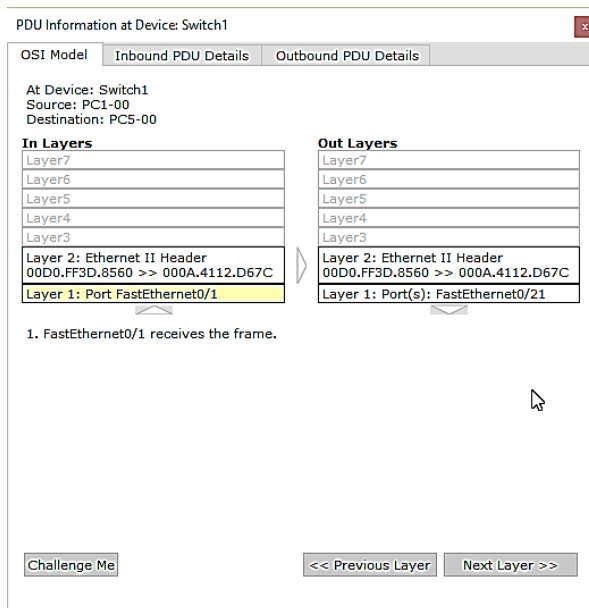 PDU Information at Device: Switch1
x
OSI Model
Inbound PDU Details
Outbound PDU Details
At Device: Switch1
Source: PC1-00
Destination: PC5-00
In Layers
Layer7
Layer6
Layer5
Layer4
Layer3
Layer 2: Ethernet II Header
00D0.FF3D.8560 >> 000A.4112.D67C
Layer 1: Port FastEthernet0/1
Out Layers
Layer7
Layer6
Layer5
Layer4
Layer3
Layer 2: Ethernet II Header
00D0.FF3D.8560 >> 000A.4112.D67C
Layer 1: Port(s): FastEthernet0/21
1. FastEthernet0/1 receives the frame.
Challenge Me
<< Previous Layer
Next Layer >>